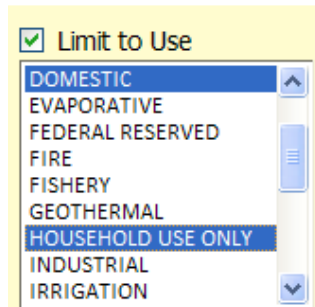 Limit to Use
DOMESTIC
EVAPORATIVE
FEDERAL RESERVED
FIRE
FISHERY
GEOTHERMAL
HOUSEHOLD USE ONLY
INDUSTRIAL
IRRIGATION